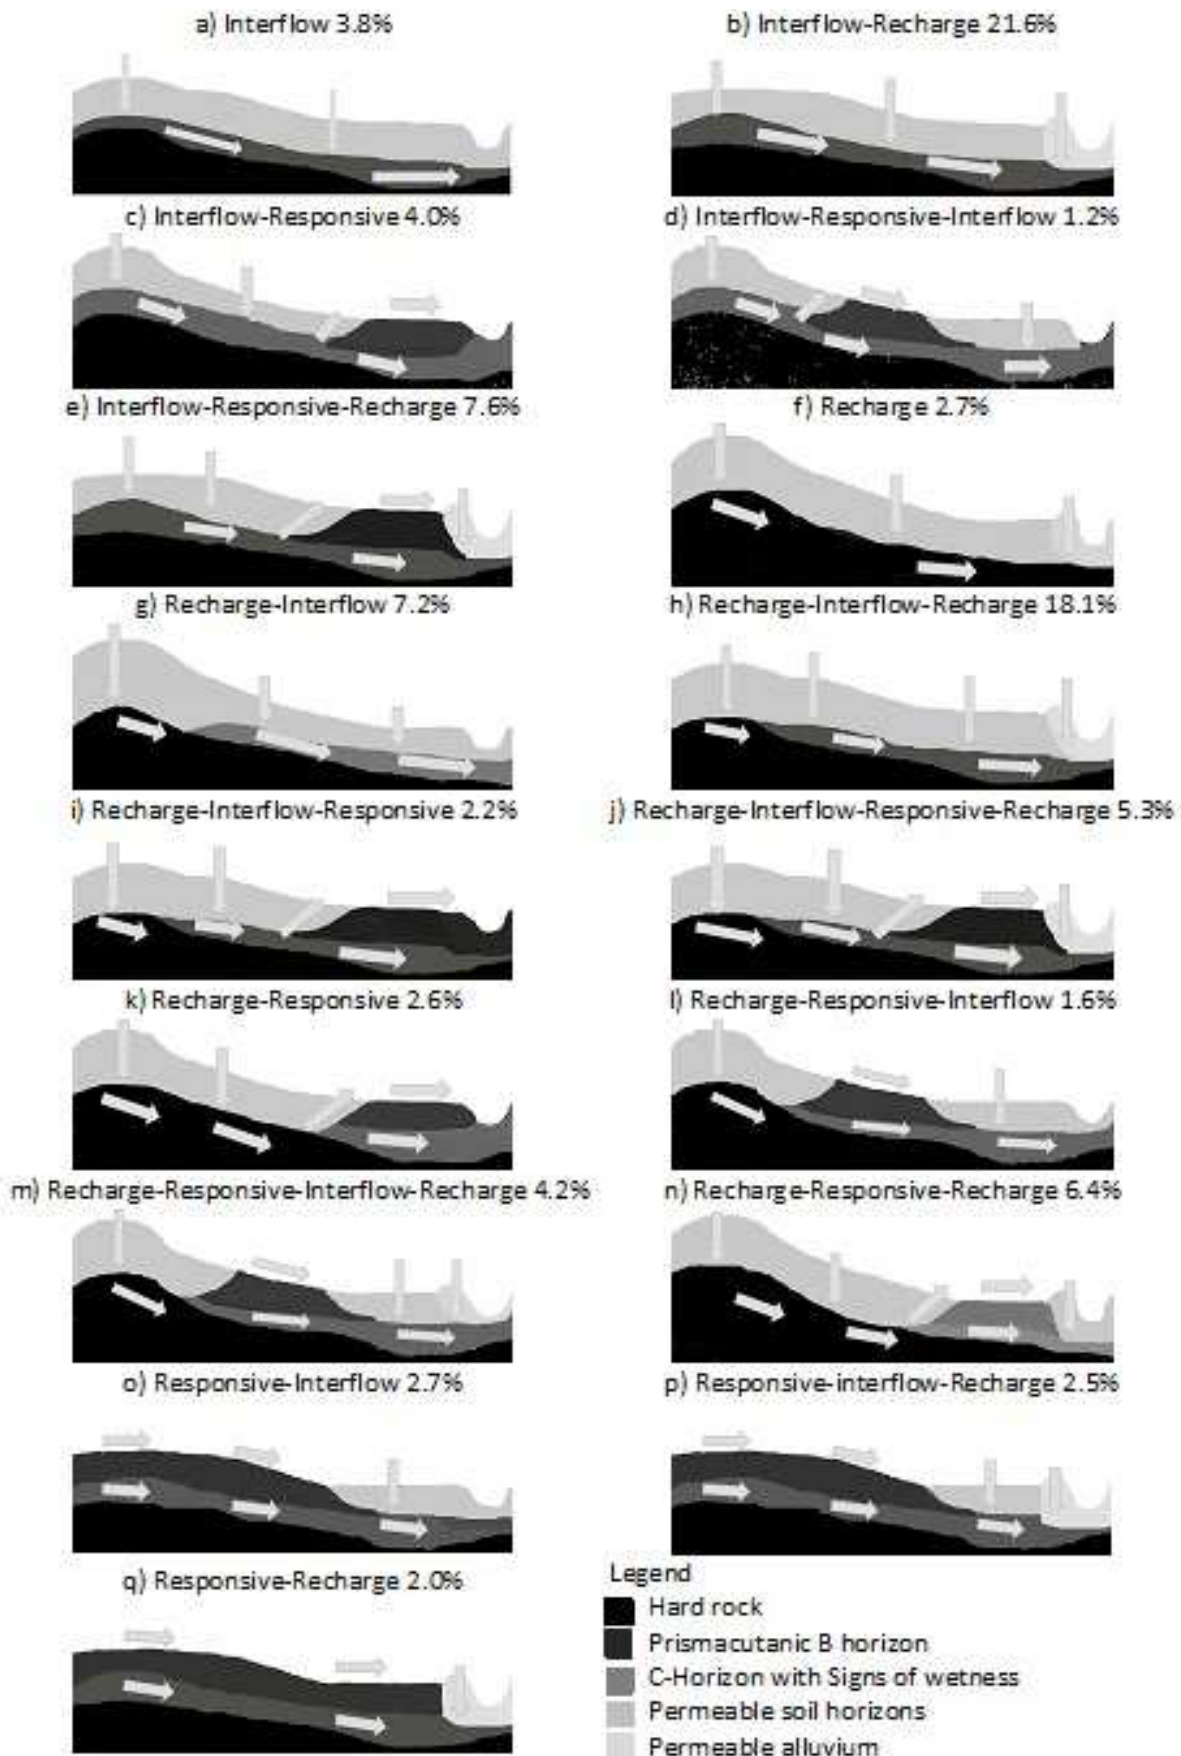 a) Interflow 3.8%
b) Interflow-Recharge 21.6%
c) Interflow-Responsive 4.0%
d) Interflow-Responsive-Interflow 1.2%
e) Interflow-Responsive-Recharge 7.6%
f) Recharge 2.7%
g) Recharge-Interflow 7.2%
h) Recharge-Interflow-Recharge 18.1%
i) Recharge-Interflow-Responsive 2.2%
j) Recharge-Interflow-Responsive-Recharge 5.3%
k) Recharge-Responsive 2.6%
l) Recharge-Responsive-Interflow 1.6%
m) Recharge-Responsive-Interflow-Recharge 4.2%
n) Recharge-Responsive-Recharge 6.4%
o) Responsive-Interflow 2.7%
p) Responsive-interflow-Recharge 2.5%
q) Responsive-Recharge 2.0%
Legend
Hard rock
Prismacutanic B horizon
C-Horizon with Signs of wetness
Permeable soil horizons
Permeable alluvium